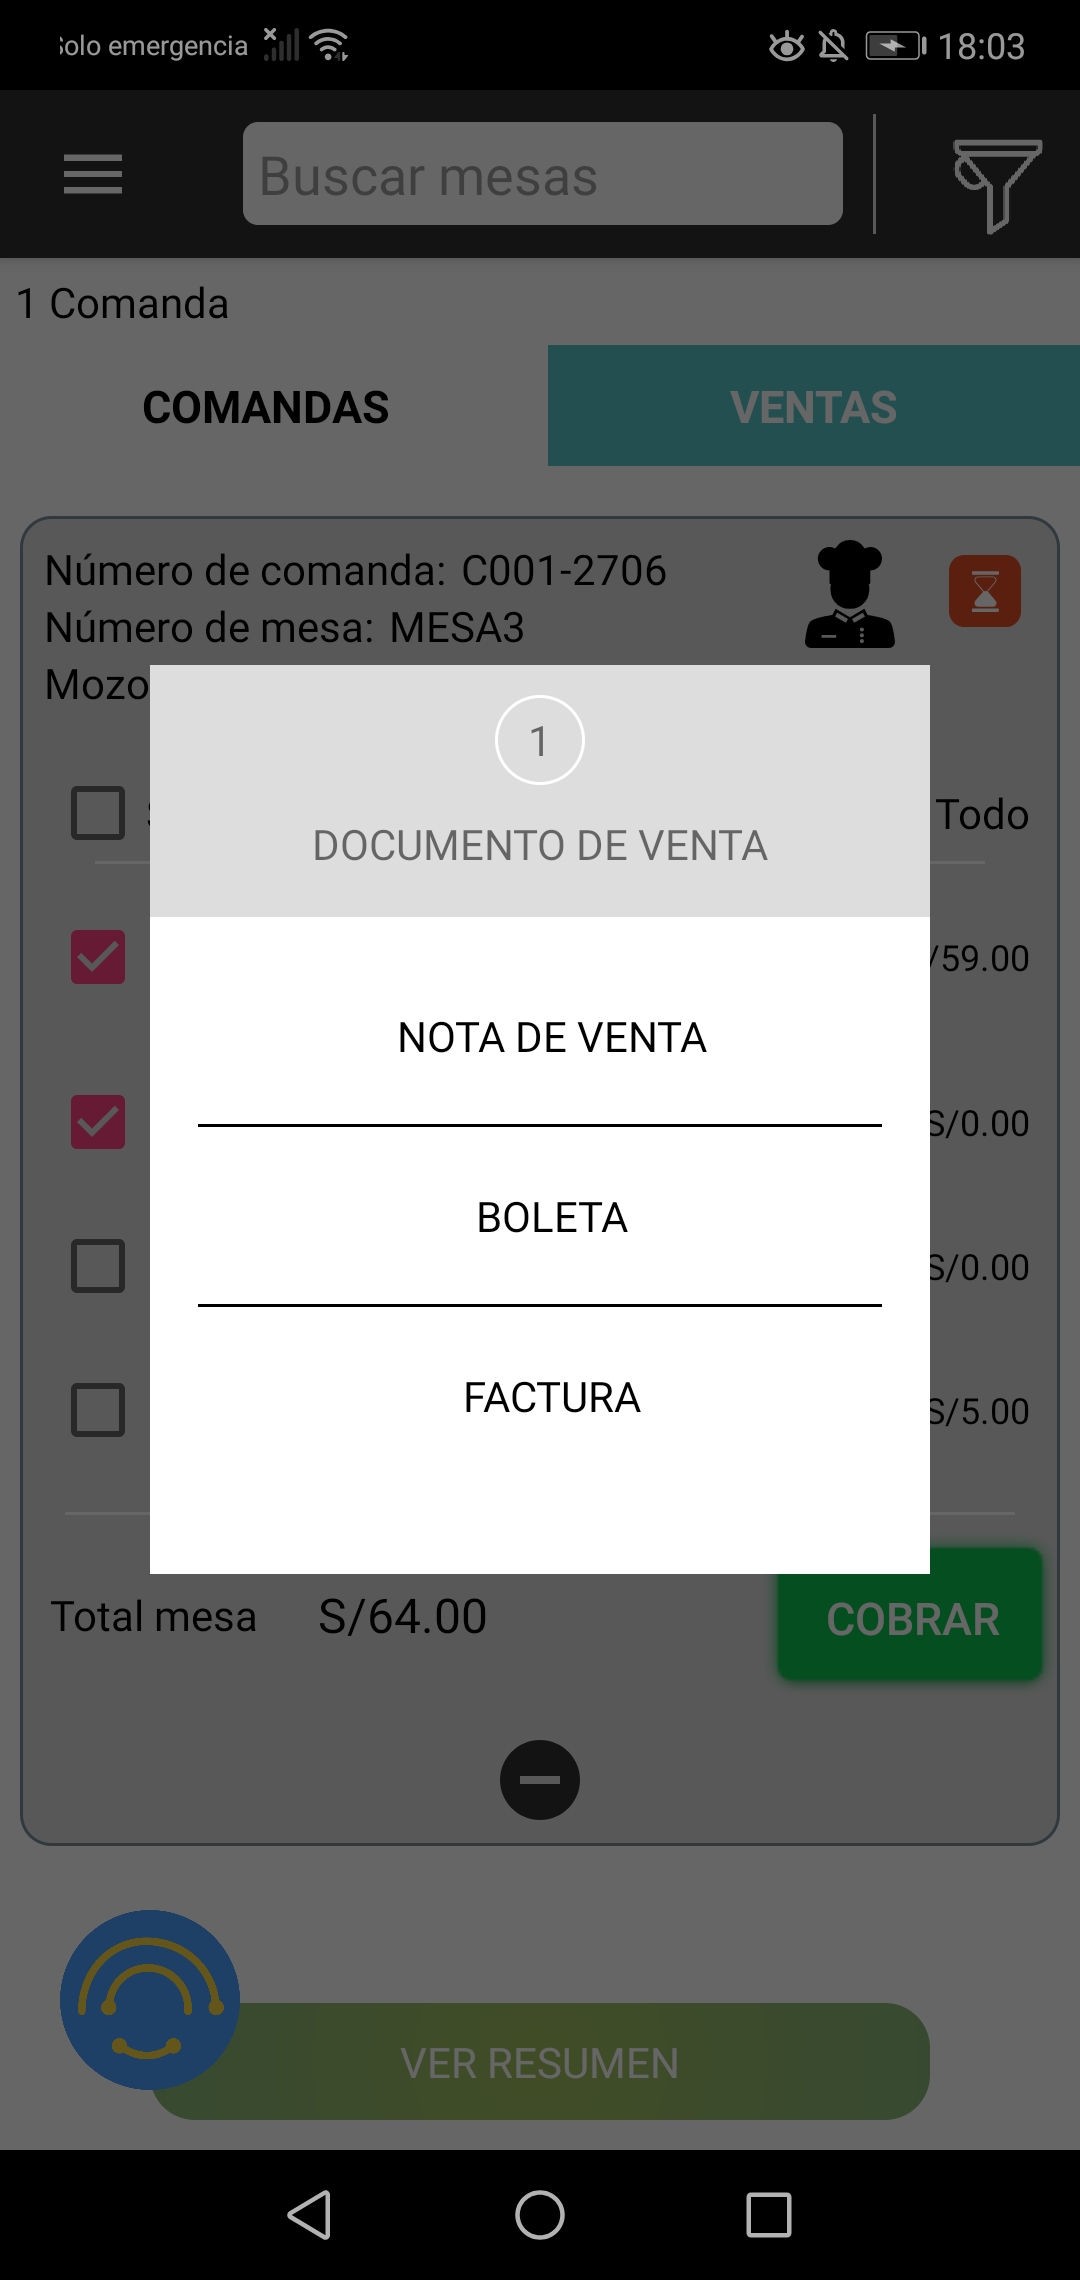 Solo emergencia 18:03
Buscar mesas
1 Comanda
COMANDAS VENTAS
Número de comanda: C001-2706
Número de mesa: MESA3
Mozo
1
DOCUMENTO DE VENTA
Todo
/59.00
NOTA DE VENTA
S/0.00
BOLETA
S/0.00
FACTURA
S/5.00
Total mesa S/64.00 COBRAR
VER RESUMEN